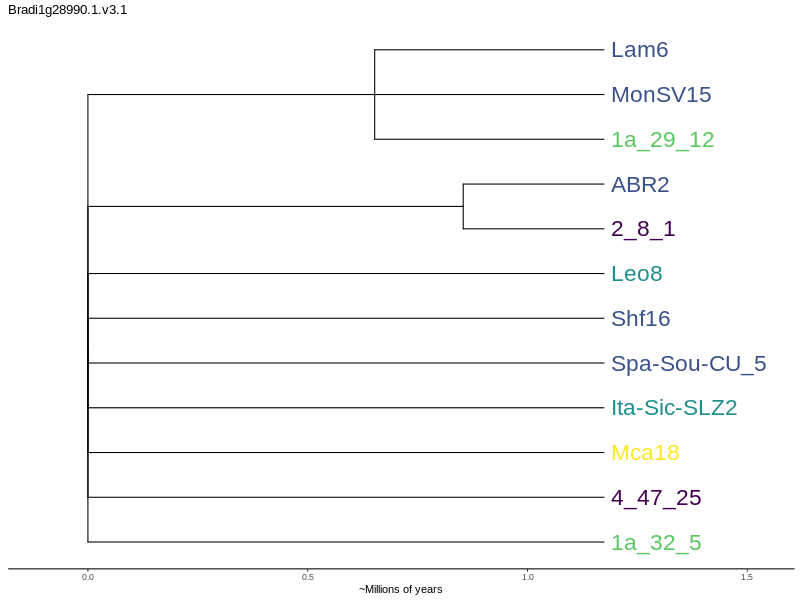 Bradi1g28990.1.v3.1
Lam6
MonSV15
1a_29_12
ABR2
2_8_1
Leo8
Shf16
Spa-Sou-CU_5
Ita-Sic-SLZ2
Mca18
4_47_25
1a_32_5
0.0 0.5 1.0 1.5
~Millions of years